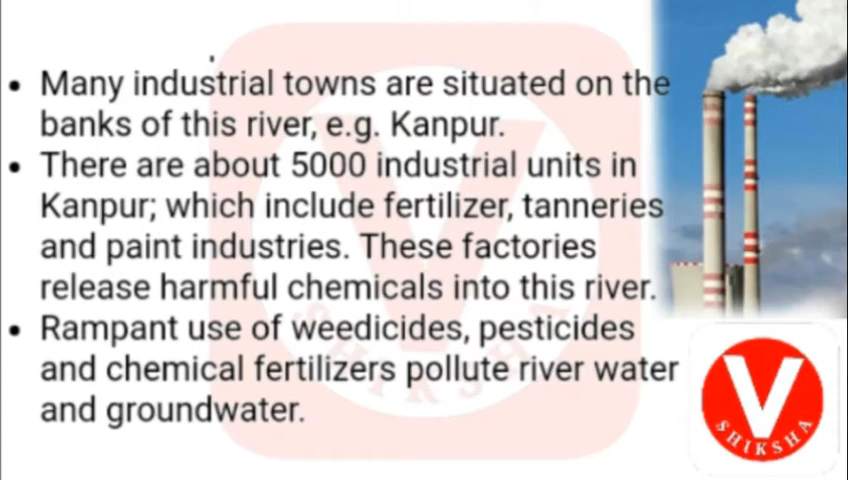 • Many industrial towns are situated on the
banks of this river, e.g. Kanpur.
• There are about 5000 industrial units in
Kanpur; which include fertilizer, tanneries
and paint industries. These factories
release harmful chemicals into this river.
• Rampant use of weedicides, pesticides
and chemical fertilizers pollute river water
and groundwater.
V
SHIKSHA
V
SHIKSHA